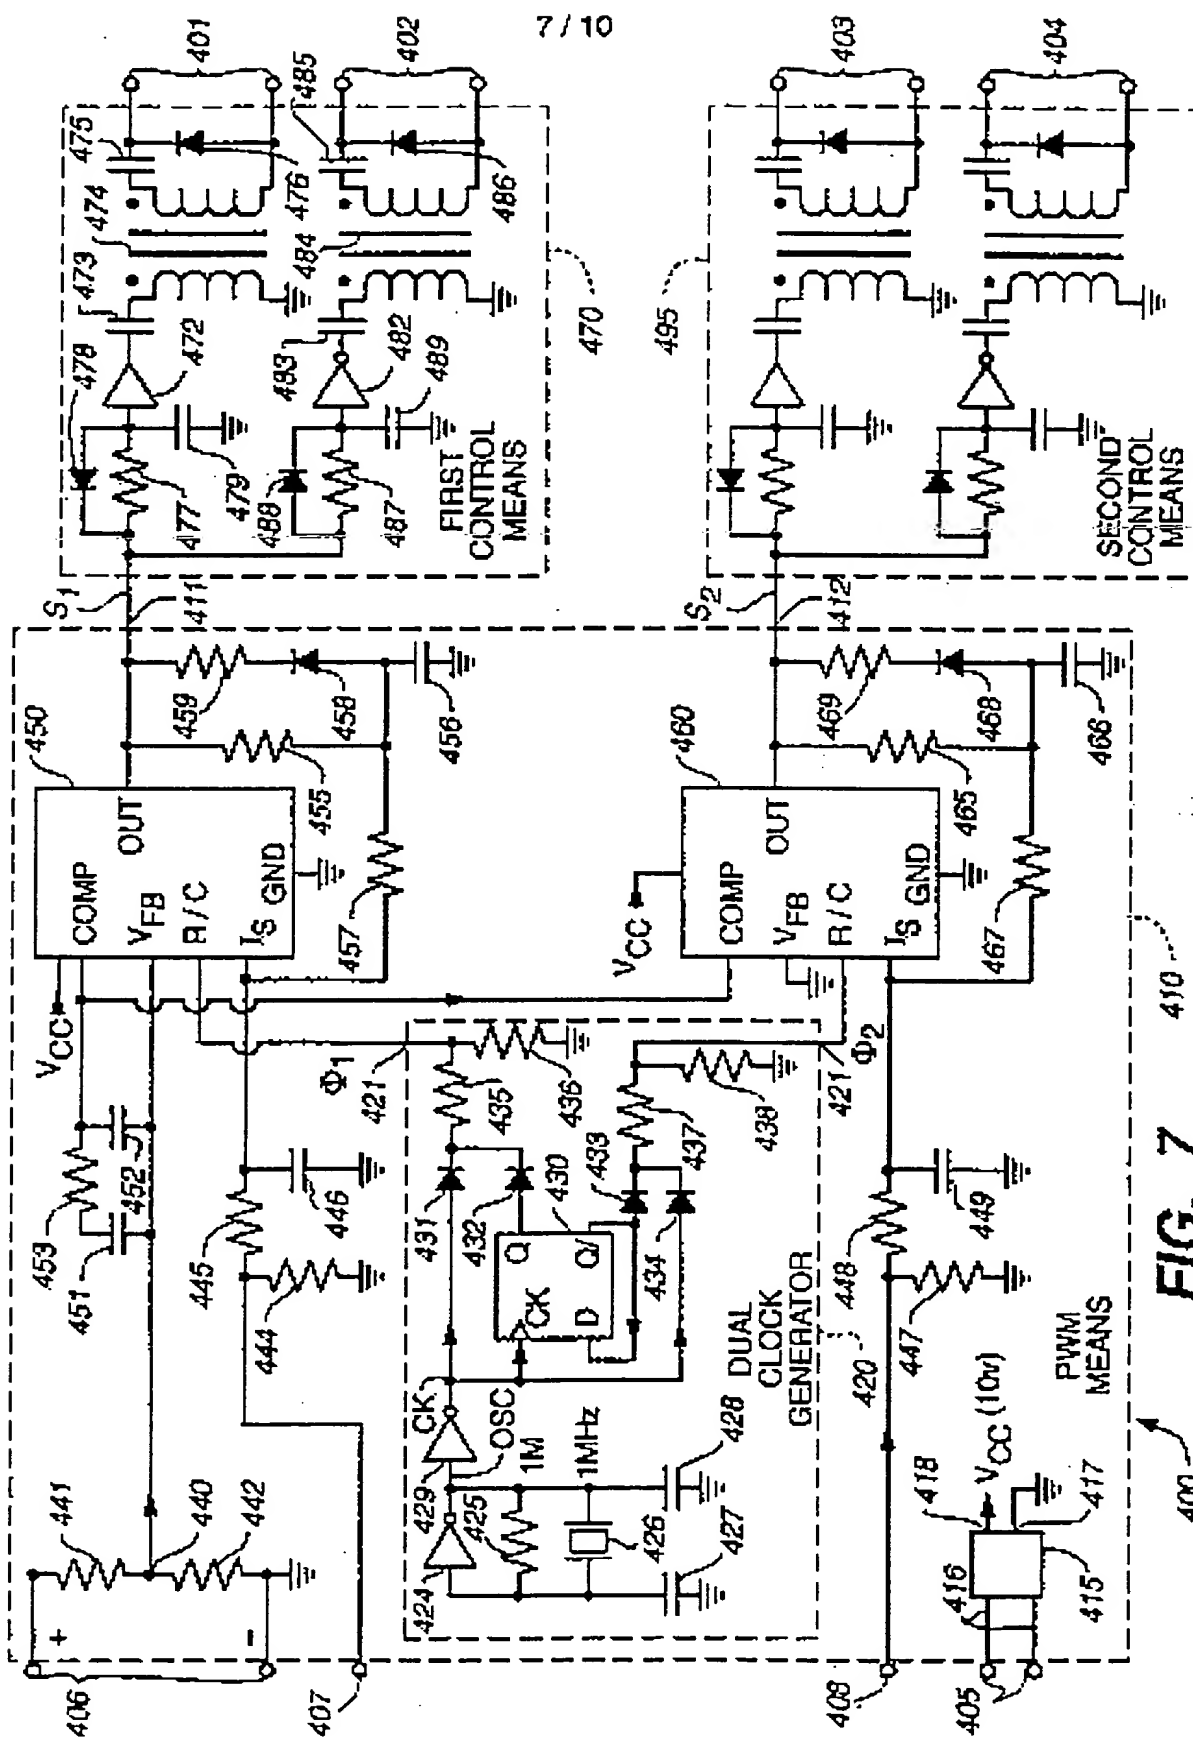 7/10
406
+
-
441
440
442
407
453
451
452
445
444
446
VCC
450
COMP
VFB
R/C
IS
OUT
GND
457
455
459
458
456
S1
411
478
477
479
472
473
474
475
476
401
488
487
489
482
483
484
485
486
402
FIRST
CONTROL
MEANS
470
Φ1
421
424
429
CK
OSC
425
1M
426
1MHz
427
428
431
432
430
CK
D
Q
Q/
433
434
435
436
437
438
421
Φ2
DUAL
CLOCK
GENERATOR
420
VCC
460
COMP
VFB
R/C
IS
OUT
GND
467
465
469
468
466
S2
412
403
404
SECOND
CONTROL
MEANS
495
408
448
447
449
405
416
415
417
418
VCC (10v)
PWM
MEANS
410
400
FIG. 7